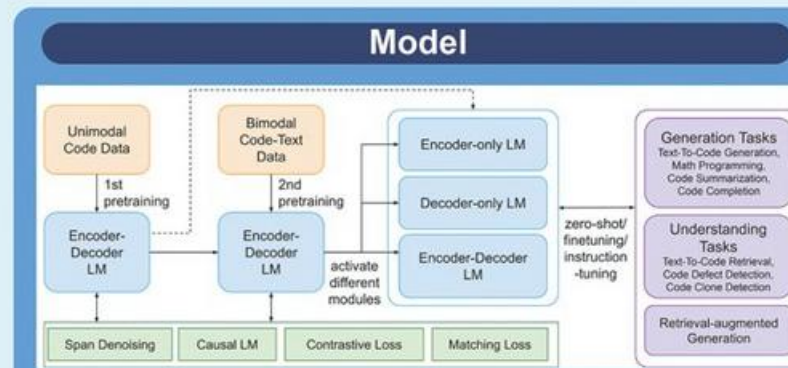 Model
Unimodal
Code Data
Bimodal
Code-Text
Data
1st
pretraining
2nd
pretraining
Encoder-
Decoder
LM
Encoder-
Decoder
LM
activate
different
modules
Encoder-only LM
Decoder-only LM
Encoder-Decoder
LM
zero-shot/
finetuning/
instruction
-tuning
Generation Tasks
Text-To-Code Generation,
Math Programming,
Code Summarization,
Code Completion
Understanding
Tasks
Text-To-Code Retrieval,
Code Defect Detection,
Code Clone Detection
Retrieval-augmented
Generation
Span Denoising
Causal LM
Contrastive Loss
Matching Loss